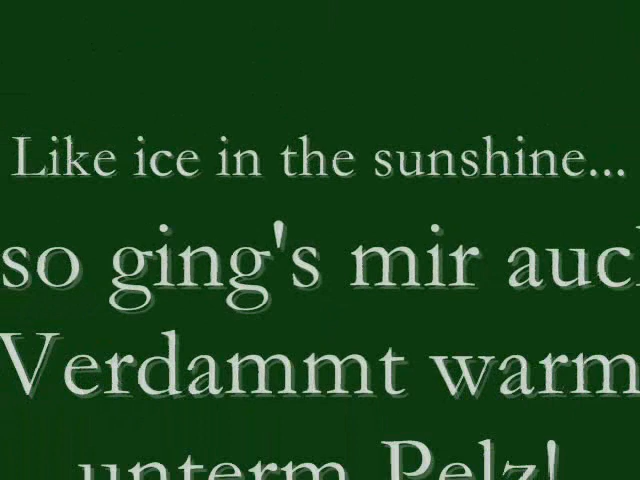 Like ice in the sunshine...
so ging's mir auch
Verdammt warm
unterm Pelz!